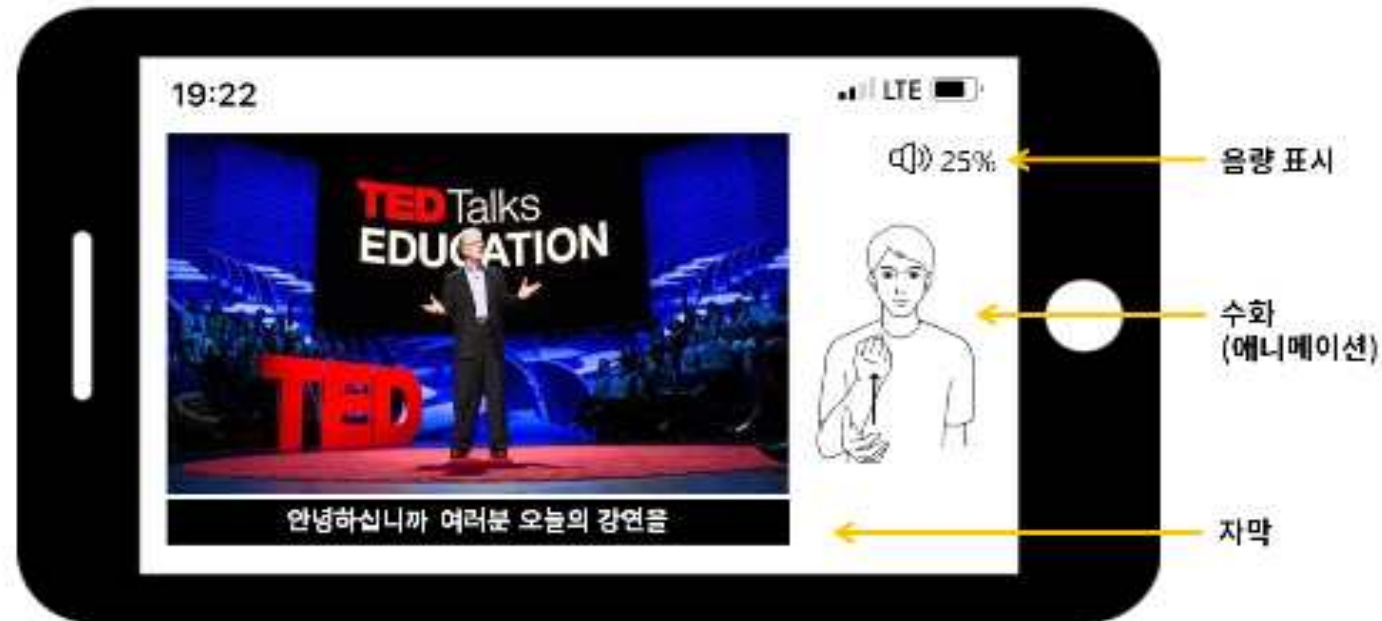 19:22
LTE
TED Talks
EDUCATION
TED
25%
음량 표시
수화
(애니메이션)
안녕하십니까 여러분 오늘의 강연을
자막